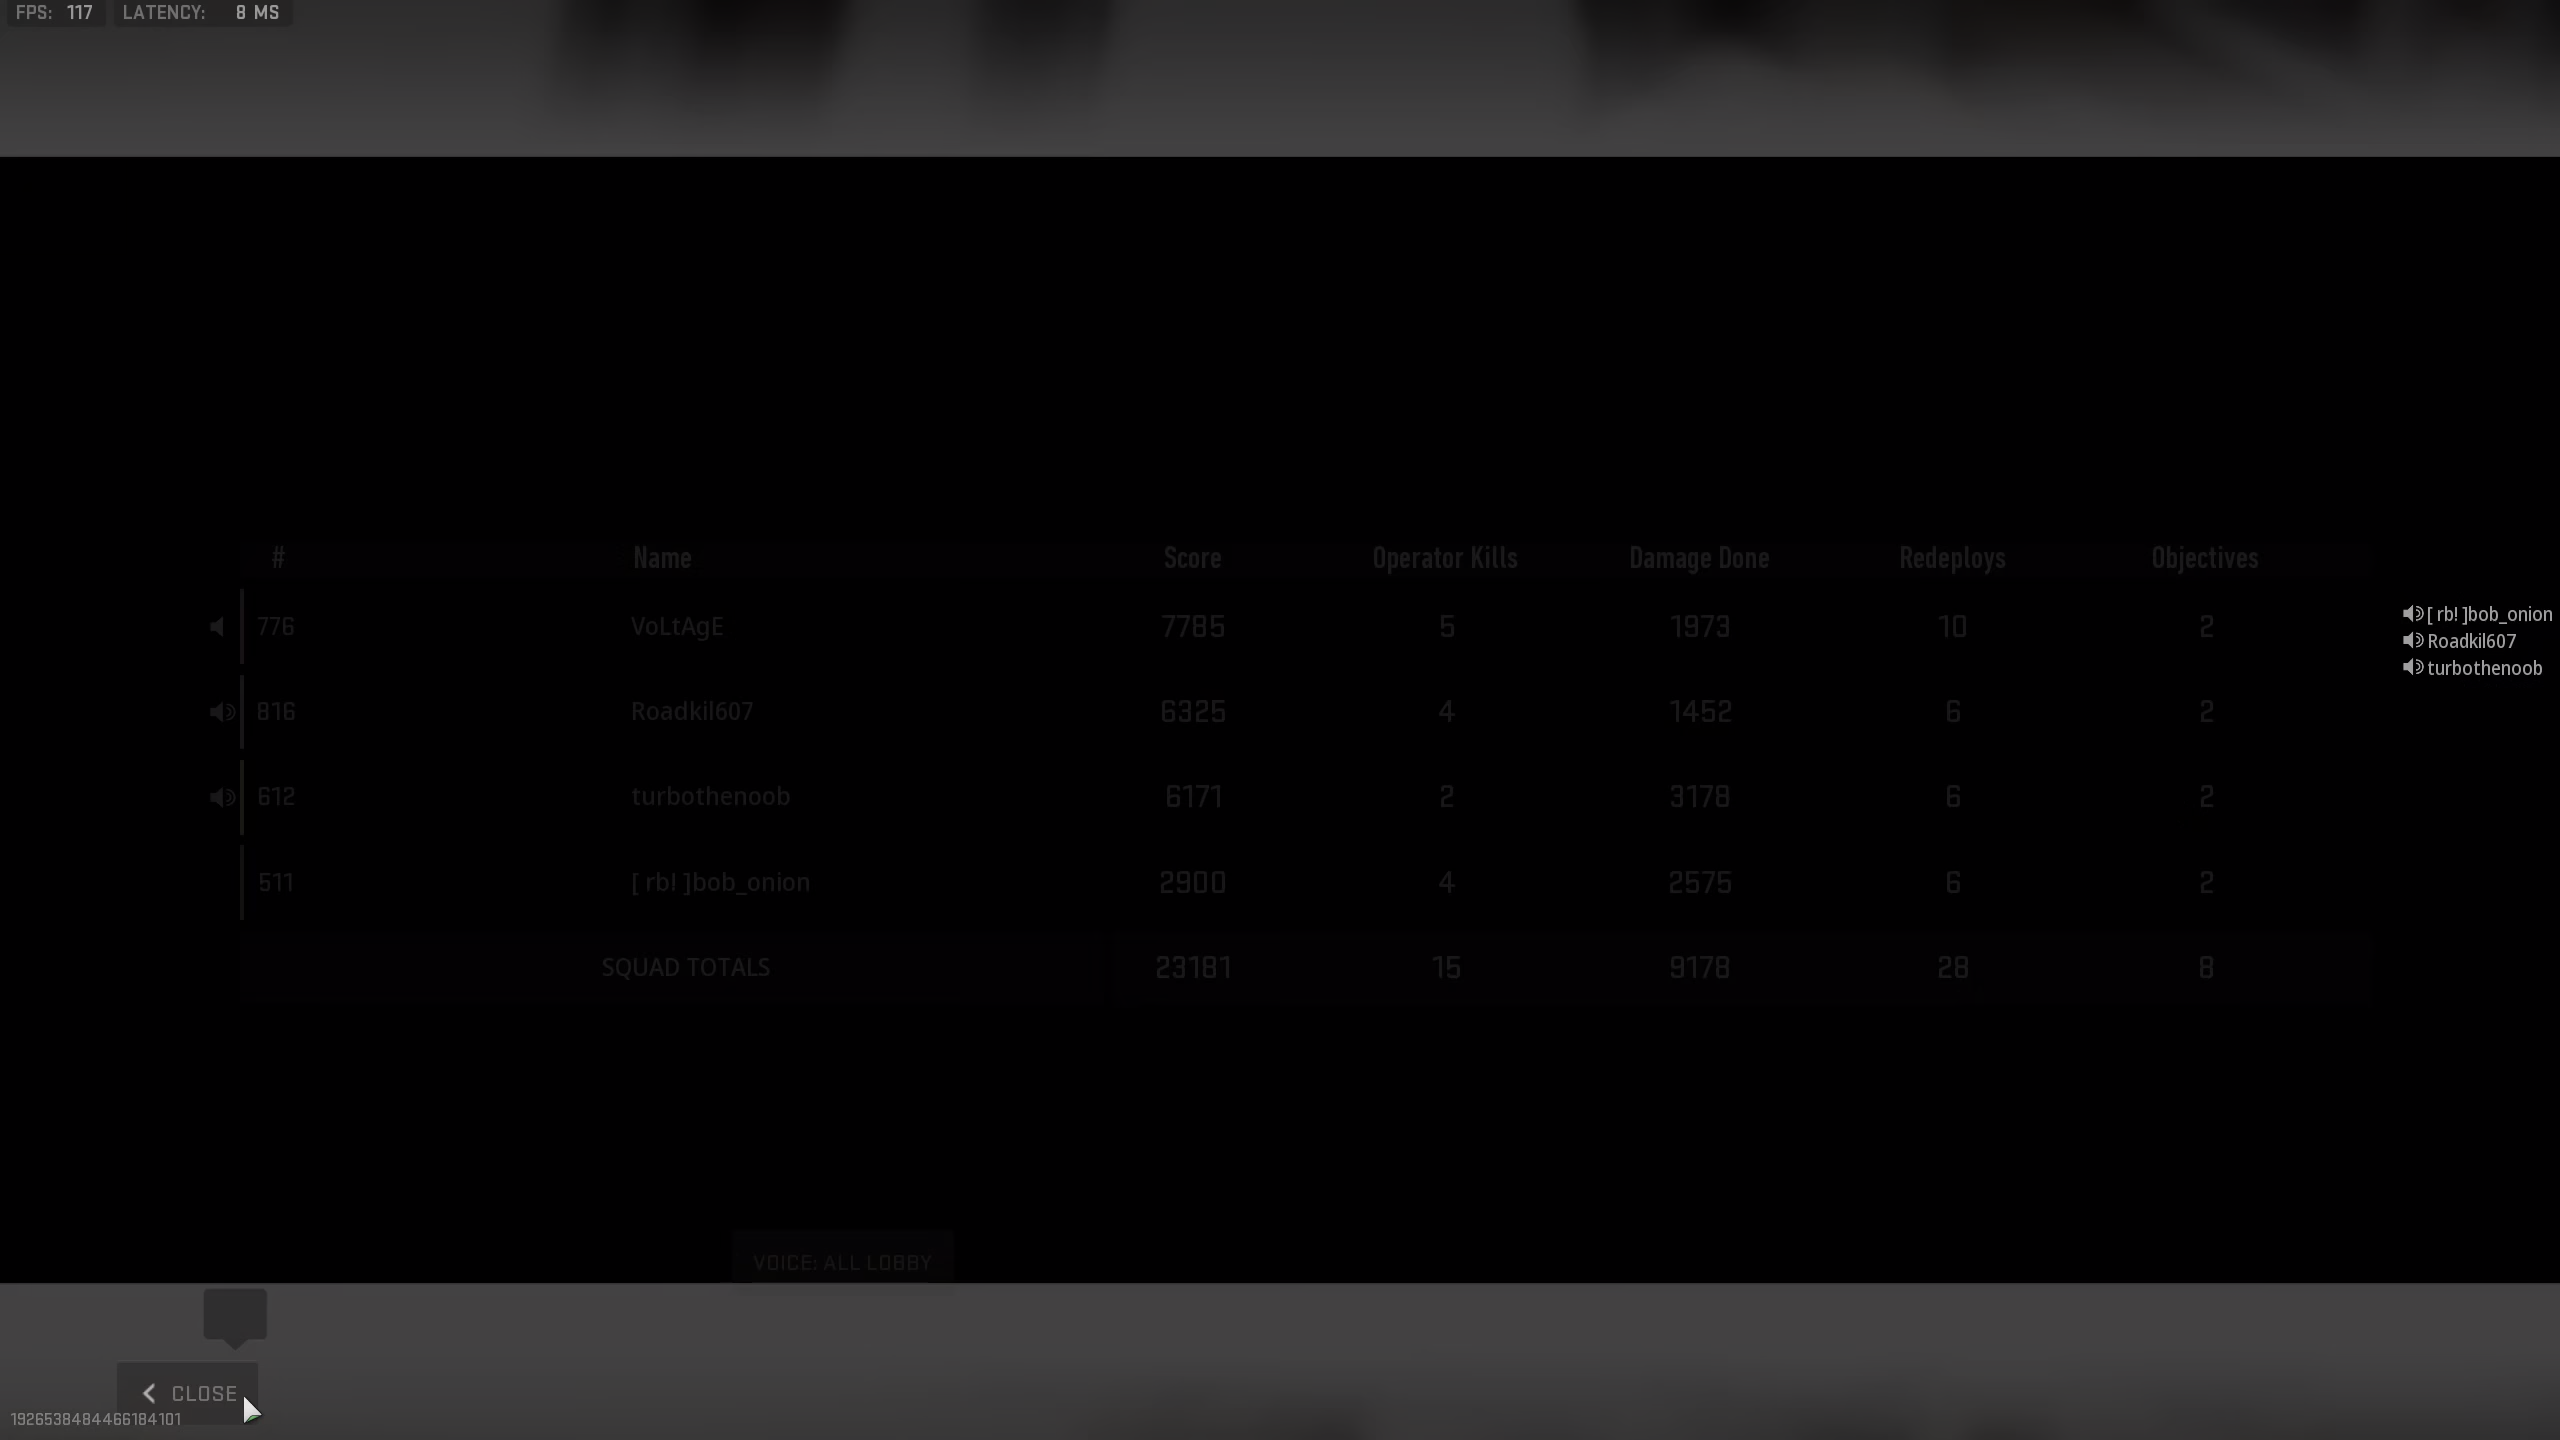 FPS: 117 LATENCY: 8 MS
# Name Score Operator Kills Damage Done Redeploys Objectives
776 VoLtAgE 7785 5 1973 10 2
816 Roadkil607 6325 4 1452 6 2
612 turbothenoob 6171 2 3178 6 2
511 [ rb! ]bob_onion 2900 4 2575 6 2
SQUAD TOTALS 23181 15 9178 28 8
[ rb! ]bob_onion
Roadkil607
turbothenoob
VOICE: ALL LOBBY
CLOSE
1926538484466184101